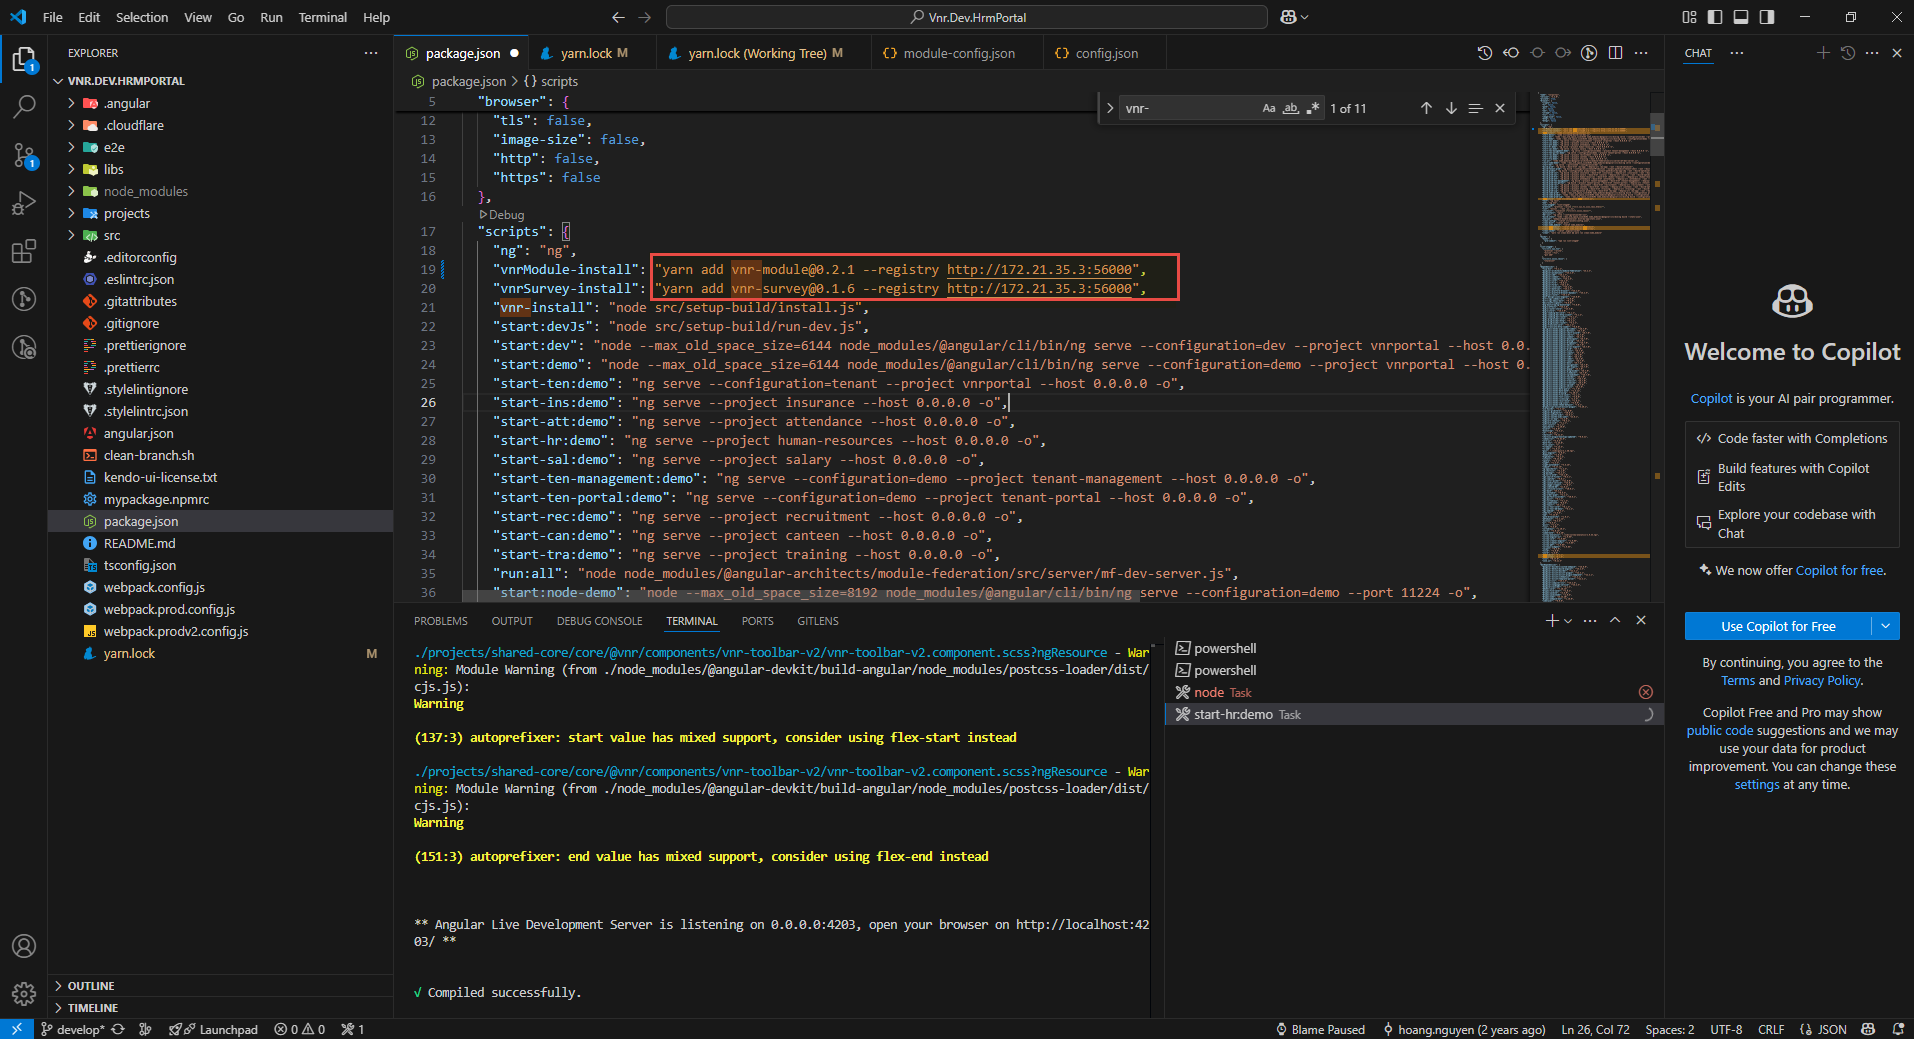 File Edit Selection View Go Run Terminal Help
Vnr.Dev.HrmPortal
EXPLORER
VNR.DEV.HRMPORTAL
.angular
.cloudflare
e2e
libs
node_modules
projects
src
.editorconfig
.eslintrc.json
.gitattributes
.gitignore
.prettierignore
.prettierrc
.stylelintignore
.stylelintrc.json
angular.json
clean-branch.sh
kendo-ui-license.txt
mypackage.npmrc
package.json
README.md
tsconfig.json
webpack.config.js
webpack.prod.config.js
webpack.prodv2.config.js
yarn.lock M
OUTLINE
TIMELINE
package.json
yarn.lock M
yarn.lock (Working Tree) M
module-config.json
config.json
package.json > {} scripts
vnr- Aa ab 1 of 11
5 "browser": {
12 "tls": false,
13 "image-size": false,
14 "http": false,
15 "https": false
16 },
Debug
17 "scripts": {
18 "ng": "ng",
19 "vnrModule-install": "yarn add vnr-module@0.2.1 --registry http://172.21.35.3:56000",
20 "vnrSurvey-install": "yarn add vnr-survey@0.1.6 --registry http://172.21.35.3:56000",
21 "vnr-install": "node src/setup-build/install.js",
22 "start:devJs": "node src/setup-build/run-dev.js",
23 "start:dev": "node --max_old_space_size=6144 node_modules/@angular/cli/bin/ng serve --configuration=dev --project vnrportal --host 0.0.
24 "start:demo": "node --max_old_space_size=6144 node_modules/@angular/cli/bin/ng serve --configuration=demo --project vnrportal --host 0.
25 "start-ten:demo": "ng serve --configuration=tenant --project vnrportal --host 0.0.0.0 -o",
26 "start-ins:demo": "ng serve --project insurance --host 0.0.0.0 -o",
27 "start-att:demo": "ng serve --project attendance --host 0.0.0.0 -o",
28 "start-hr:demo": "ng serve --project human-resources --host 0.0.0.0 -o",
29 "start-sal:demo": "ng serve --project salary --host 0.0.0.0 -o",
30 "start-ten-management:demo": "ng serve --configuration=demo --project tenant-management --host 0.0.0.0 -o",
31 "start-ten-portal:demo": "ng serve --configuration=demo --project tenant-portal --host 0.0.0.0 -o",
32 "start-rec:demo": "ng serve --project recruitment --host 0.0.0.0 -o",
33 "start-can:demo": "ng serve --project canteen --host 0.0.0.0 -o",
34 "start-tra:demo": "ng serve --project training --host 0.0.0.0 -o",
35 "run:all": "node node_modules/@angular-architects/module-federation/src/server/mf-dev-server.js",
36 "start:node-demo": "node --max_old_space_size=8192 node_modules/@angular/cli/bin/ng serve --configuration=demo --port 11224 -o",
PROBLEMS OUTPUT DEBUG CONSOLE TERMINAL PORTS GITLENS
./projects/shared-core/core/@vnr/components/vnr-toolbar-v2/vnr-toolbar-v2.component.scss?ngResource - War
ning: Module Warning (from ./node_modules/@angular-devkit/build-angular/node_modules/postcss-loader/dist/
cjs.js):
Warning
(137:3) autoprefixer: start value has mixed support, consider using flex-start instead
./projects/shared-core/core/@vnr/components/vnr-toolbar-v2/vnr-toolbar-v2.component.scss?ngResource - War
ning: Module Warning (from ./node_modules/@angular-devkit/build-angular/node_modules/postcss-loader/dist/
cjs.js):
Warning
(151:3) autoprefixer: end value has mixed support, consider using flex-end instead
** Angular Live Development Server is listening on 0.0.0.0:4203, open your browser on http://localhost:42
03/ **
√ Compiled successfully.
powershell
powershell
node Task
start-hr:demo Task
CHAT
Welcome to Copilot
Copilot is your AI pair programmer.
Code faster with Completions
Build features with Copilot
Edits
Explore your codebase with
Chat
We now offer Copilot for free.
Use Copilot for Free
By continuing, you agree to the
Terms and Privacy Policy.
Copilot Free and Pro may show
public code suggestions and we may
use your data for product
improvement. You can change these
settings at any time.
1
1
develop* Launchpad 0 0 1
Blame Paused hoang.nguyen (2 years ago) Ln 26, Col 72 Spaces: 2 UTF-8 CRLF {} JSON